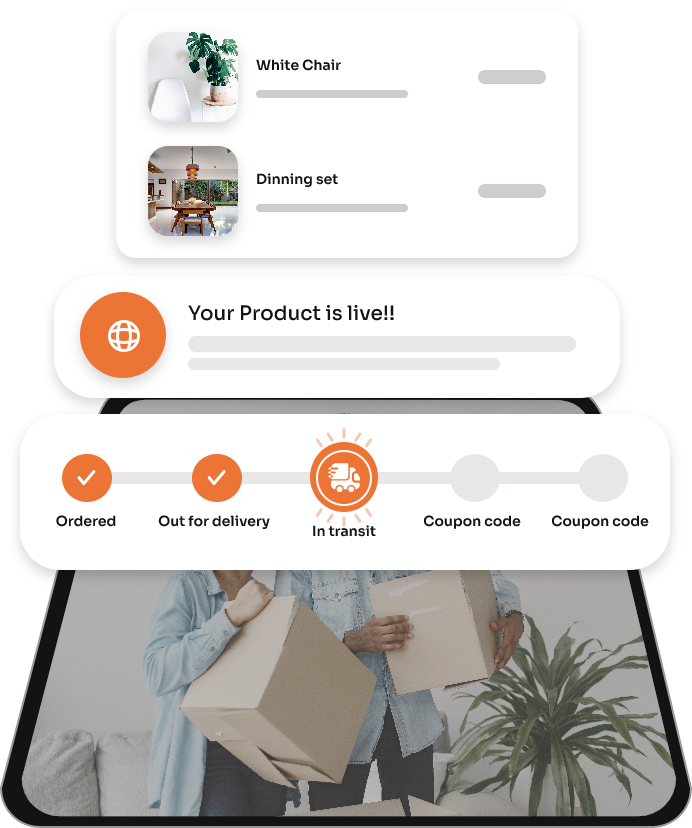 White Chair
Dinning set
Your Product is live!!
Ordered
Out for delivery
In transit
Coupon code
Coupon code